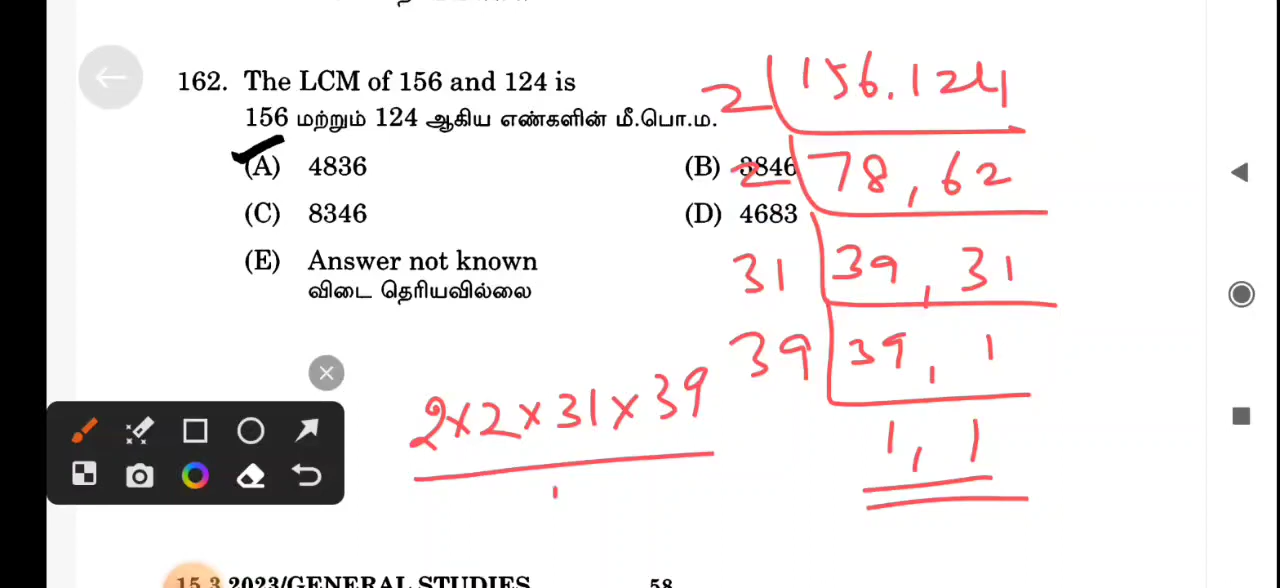 162. The LCM of 156 and 124 is
156 மற்றும் 124 ஆகிய எண்களின் மீ.பொ.ம.
(A) 4836 (B) 3846
(C) 8346 (D) 4683
(E) Answer not known
விடை தெரியவில்லை
2 156.124
2 78, 62
31 39, 31
39 39, 1
1, 1
2×2×31×39
15.3.2023/GENERAL STUDIES 58